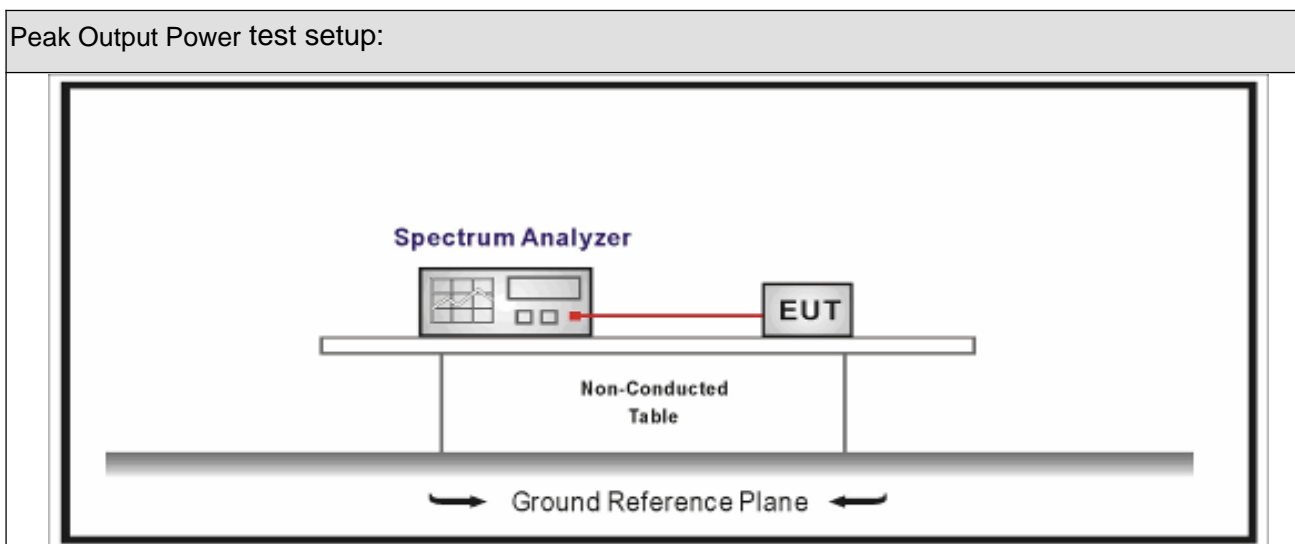 Peak Output Power test setup:
Spectrum Analyzer
EUT
Non-Conducted
Table
Ground Reference Plane